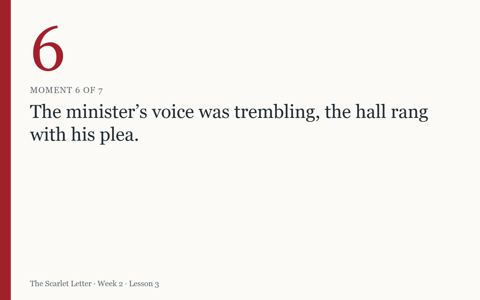 6
MOMENT 6 OF 7
The minister’s voice was trembling, the hall rang
with his plea.
The Scarlet Letter · Week 2 · Lesson 3